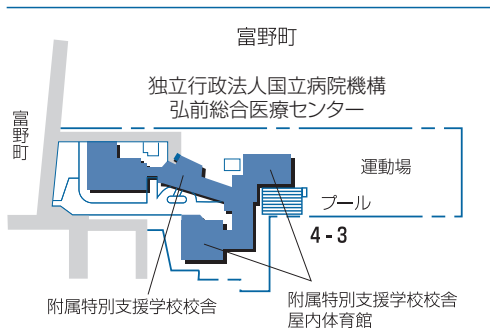 富野町
独立行政法人国立病院機構
弘前総合医療センター
富野町
運動場
プール
4-3
附属特別支援学校校舎
附属特別支援学校校舎
屋内体育館